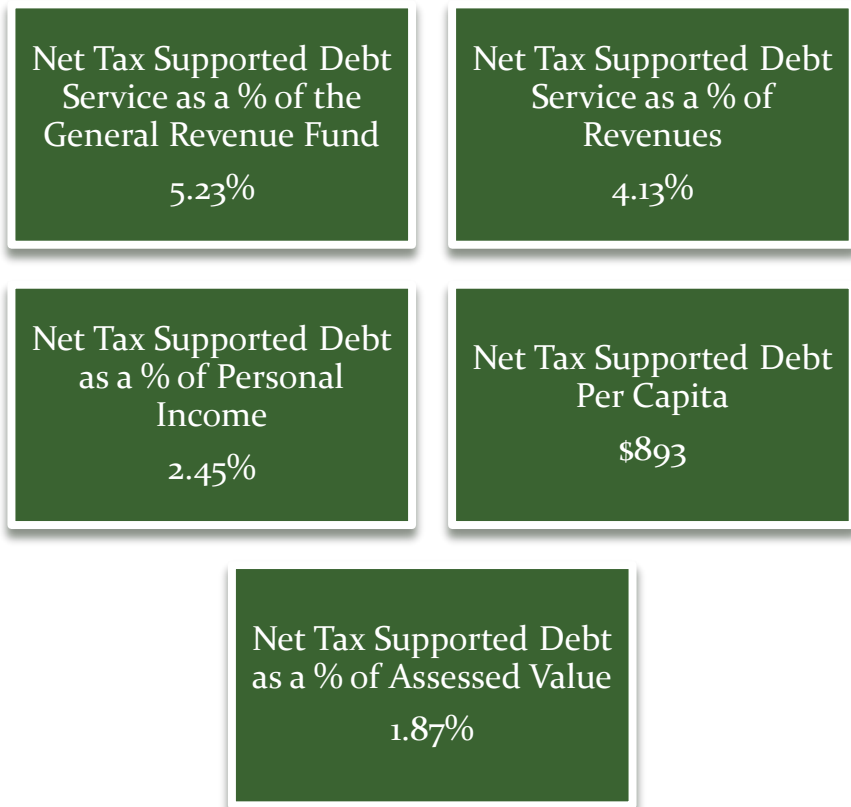 Net Tax Supported Debt
Service as a % of the
General Revenue Fund
5.23%
Net Tax Supported Debt
Service as a % of
Revenues
4.13%
Net Tax Supported Debt
as a % of Personal
Income
2.45%
Net Tax Supported Debt
Per Capita
$893
Net Tax Supported Debt
as a % of Assessed Value
1.87%